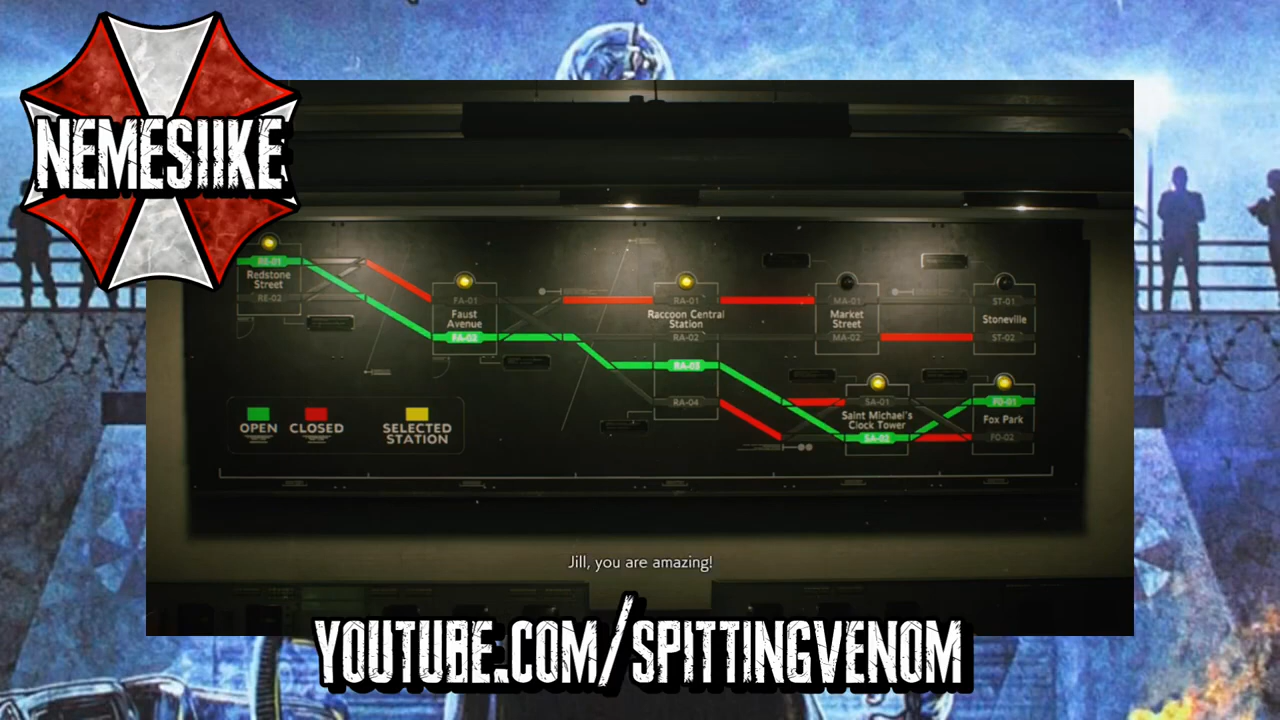 NEMESIIKE
RE-01
Redstone
Street
RE-02
FA-01
Faust
Avenue
FA-02
RA-01
Raccoon Central
Station
RA-02
RA-03
RA-04
MA-01
Market
Street
MA-02
ST-01
Stoneville
ST-02
SA-01
Saint Michael's
Clock Tower
SA-02
FO-01
Fox Park
FO-02
OPEN
CLOSED
SELECTED
STATION
Jill, you are amazing!
YOUTUBE.COM/SPITTINGVENOM